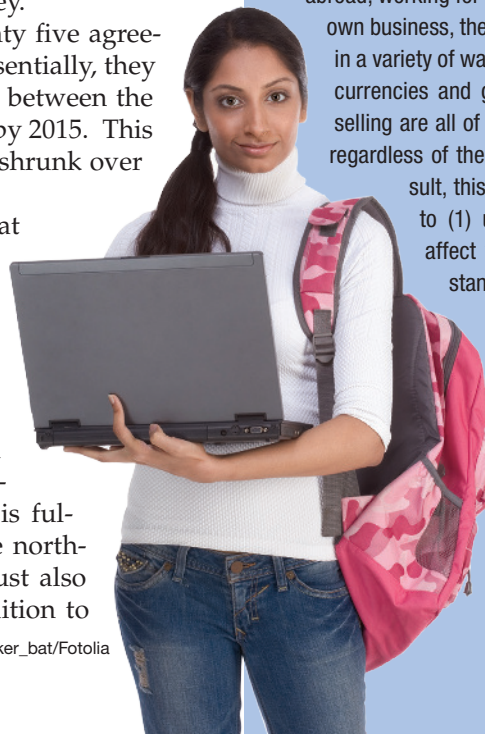 ey.
nty five agree-
sentially, they
between the
by 2015. This
shrunk over
at
-
is ful-
e north-
ust also
ition to
ker_bat/Fotolia
abroad, working for
own business, the
in a variety of wa
currencies and g
selling are all of
regardless of the
sult, this
to (1) u
affect
stan